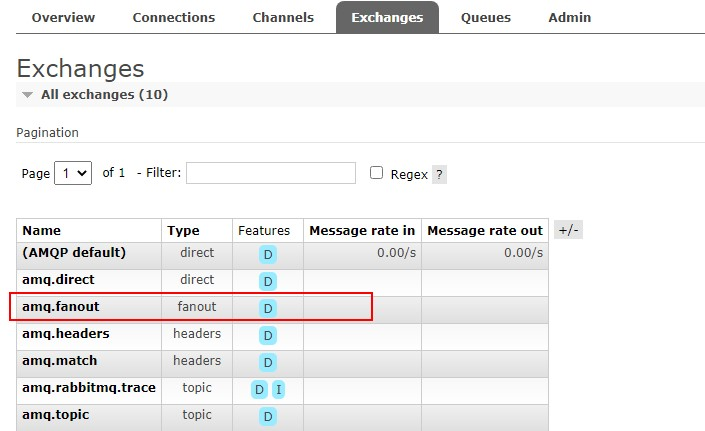 Overview Connections Channels Exchanges Queues Admin
Exchanges
All exchanges (10)
Pagination
Page 1 of 1 - Filter: Regex ?
Name Type Features Message rate in Message rate out +/-
(AMQP default) direct D 0.00/s 0.00/s
amq.direct direct D
amq.fanout fanout D
amq.headers headers D
amq.match headers D
amq.rabbitmq.trace topic D I
amq.topic topic D